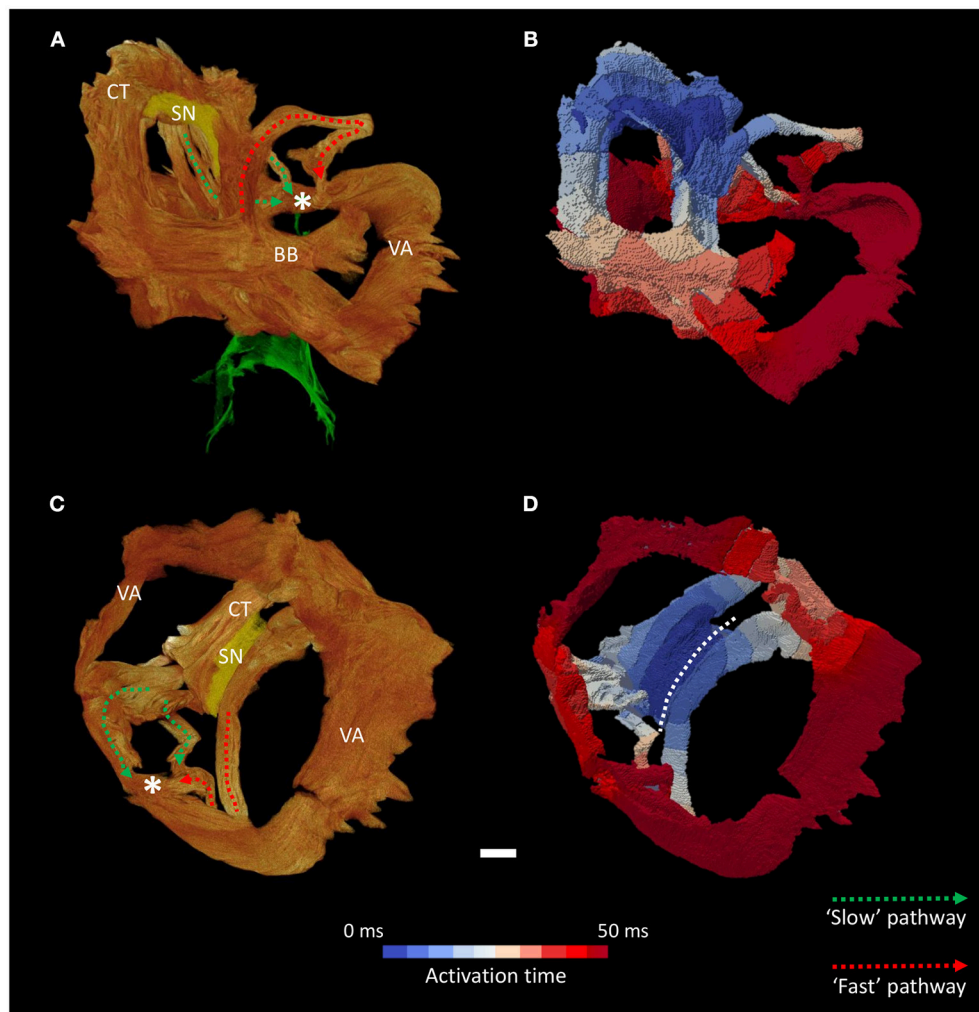 A
B
CT
SN
*
BB
VA
C
D
VA
CT
SN
VA
*
0 ms
50 ms
Activation time
'Slow' pathway
'Fast' pathway